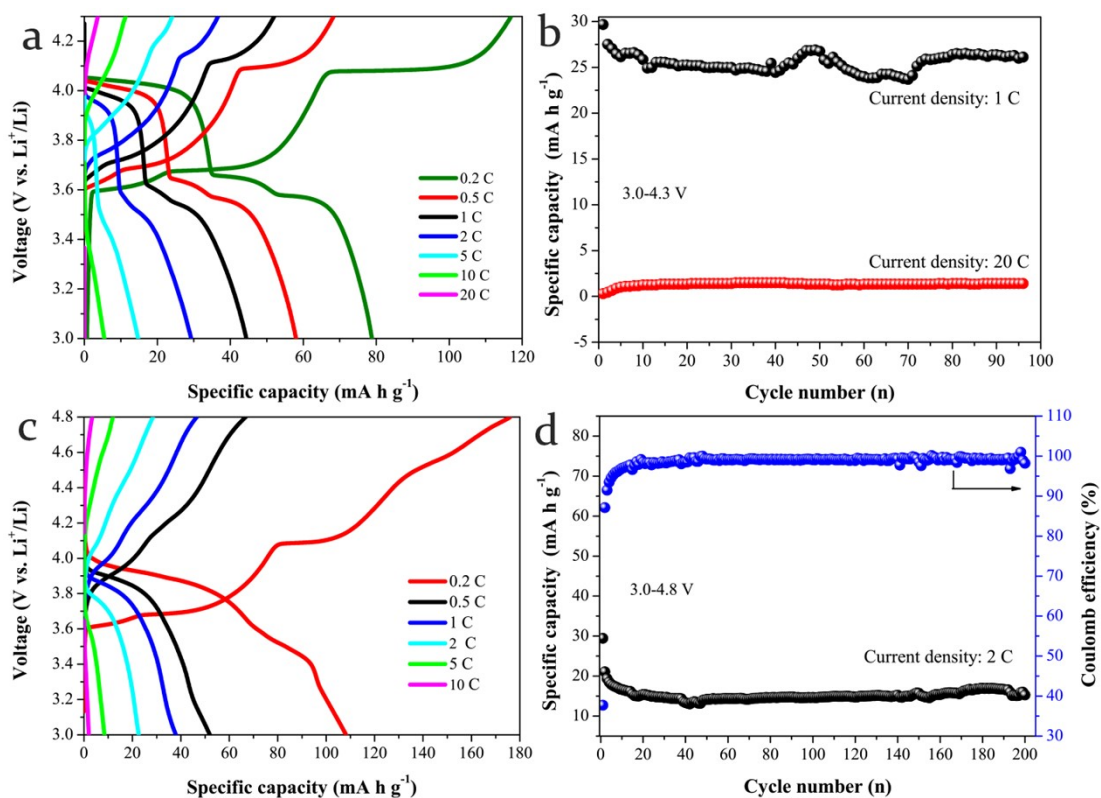 a
4.2
4.0
3.8
3.6
3.4
3.2
3.0
Voltage (V vs. Li⁺/Li)
0.2 C
0.5 C
1 C
2 C
5 C
10 C
20 C
0 20 40 60 80 100 120
Specific capacity (mA h g⁻¹)
b
30
25
20
15
10
5
0
-5
Specific capacity (mA h g⁻¹)
Current density: 1 C
3.0-4.3 V
Current density: 20 C
0 10 20 30 40 50 60 70 80 90 100
Cycle number (n)
c
4.8
4.6
4.4
4.2
4.0
3.8
3.6
3.4
3.2
3.0
Voltage (V vs. Li⁺/Li)
0.2 C
0.5 C
1 C
2 C
5 C
10 C
0 20 40 60 80 100 120 140 160 180
Specific capacity (mA h g⁻¹)
d
80
70
60
50
40
30
20
10
Specific capacity (mA h g⁻¹)
3.0-4.8 V
Current density: 2 C
110
100
90
80
70
60
50
40
30
Coulomb efficiency (%)
0 20 40 60 80 100 120 140 160 180 200
Cycle number (n)